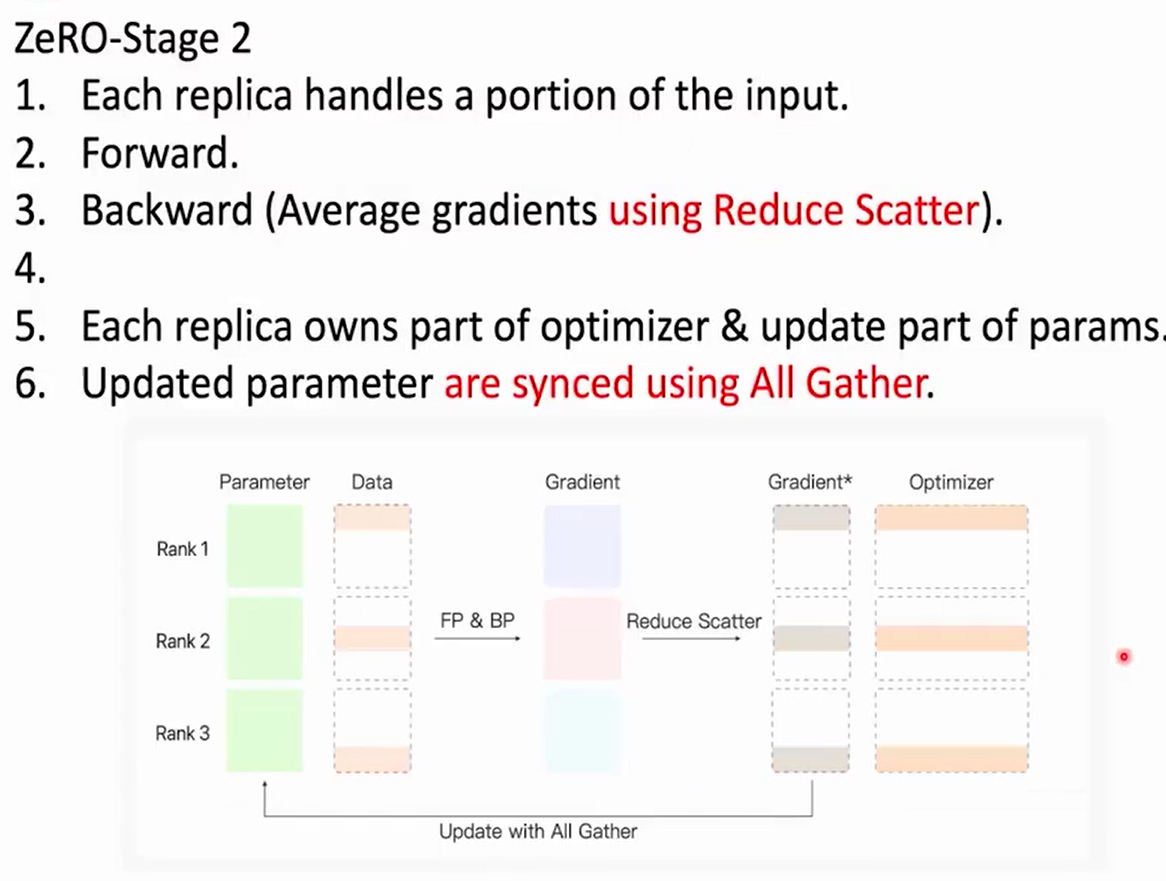 ZeRO-Stage 2
1. Each replica handles a portion of the input.
2. Forward.
3. Backward (Average gradients using Reduce Scatter).
4.
5. Each replica owns part of optimizer & update part of params.
6. Updated parameter are synced using All Gather.
Parameter Data Gradient Gradient* Optimizer
Rank 1
FP & BP Reduce Scatter
Rank 2
Rank 3
Update with All Gather